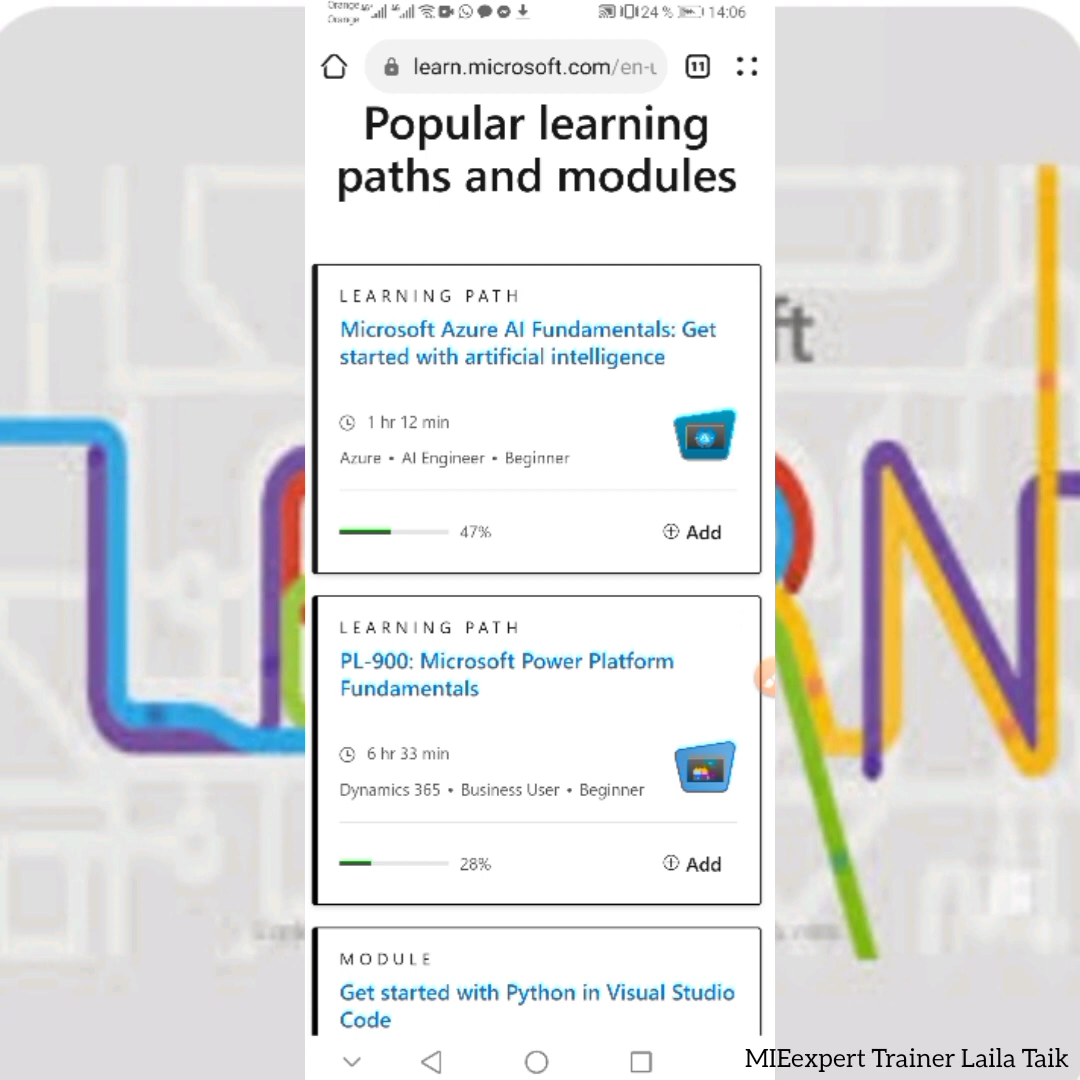 Orange 4G 4G 24 % 14:06
Orange
learn.microsoft.com/en-u
11
Popular learning
paths and modules
LEARNING PATH
Microsoft Azure AI Fundamentals: Get
started with artificial intelligence
1 hr 12 min
Azure • AI Engineer • Beginner
47%
Add
LEARNING PATH
PL-900: Microsoft Power Platform
Fundamentals
6 hr 33 min
Dynamics 365 • Business User • Beginner
28%
Add
MODULE
Get started with Python in Visual Studio
Code
ft
MIEexpert Trainer Laila Taik